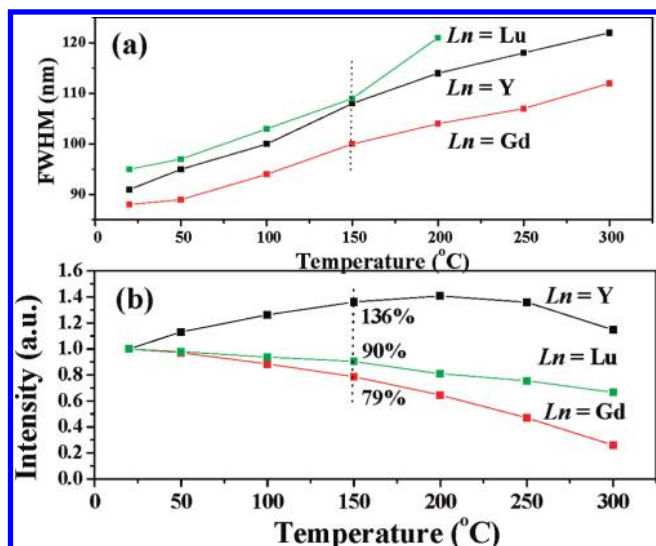 (a)
Ln = Lu
Ln = Y
Ln = Gd
FWHM (nm)
120
110
100
90
0 50 100 150 200 250 300
Temperature (°C)
(b)
Ln = Y
136%
90%
Ln = Lu
79%
Ln = Gd
Intensity (a.u.)
1.6
1.4
1.2
1.0
0.8
0.6
0.4
0.2
0.0
0 50 100 150 200 250 300
Temperature (°C)